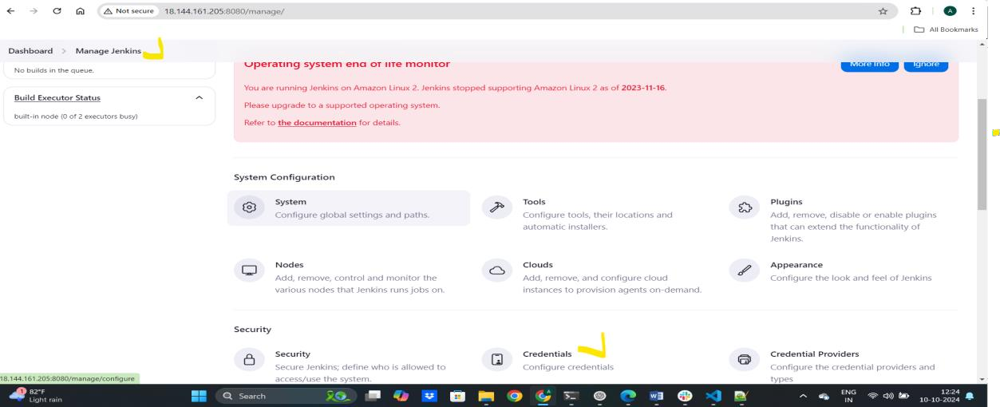 Not secure 18.144.161.205:8080/manage/
A
All Bookmarks
Dashboard > Manage Jenkins
No builds in the queue.
Build Executor Status
built-in node (0 of 2 executors busy)
Operating system end of life monitor
More Info
Ignore
You are running Jenkins on Amazon Linux 2. Jenkins stopped supporting Amazon Linux 2 as of 2023-11-16.
Please upgrade to a supported operating system.
Refer to the documentation for details.
System Configuration
System
Configure global settings and paths.
Tools
Configure tools, their locations and
automatic installers.
Plugins
Add, remove, disable or enable plugins
that can extend the functionality of
Jenkins.
Nodes
Add, remove, control and monitor the
various nodes that Jenkins runs jobs on.
Clouds
Add, remove, and configure cloud
instances to provision agents on-demand.
Appearance
Configure the look and feel of Jenkins
Security
Security
Secure Jenkins; define who is allowed to
access/use the system.
Credentials
Configure credentials
Credential Providers
Configure the credential providers and
types
18.144.161.205:8080/manage/configure
1
82°F
Light rain
Search
ENG
IN
12:24
10-10-2024